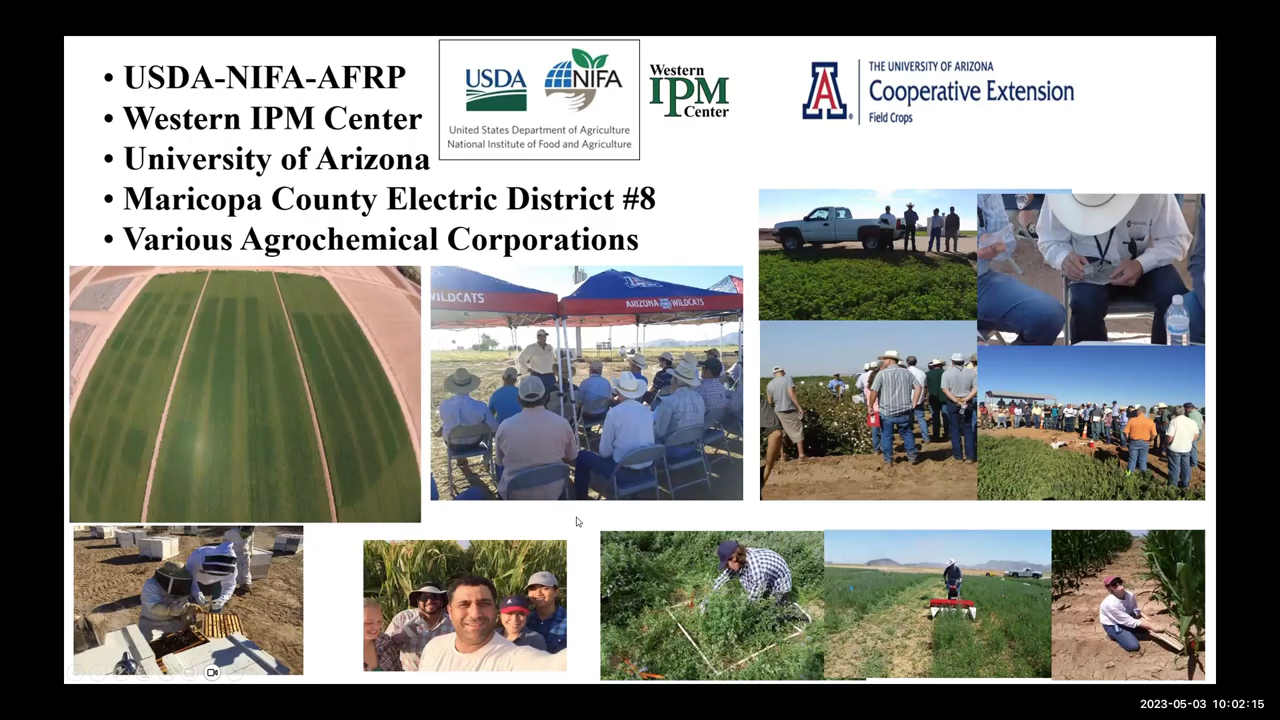 • USDA-NIFA-AFRP
• Western IPM Center
• University of Arizona
• Maricopa County Electric District #8
• Various Agrochemical Corporations
USDA
NIFA
United States Department of Agriculture
National Institute of Food and Agriculture
Western
IPM
Center
A
THE UNIVERSITY OF ARIZONA
Cooperative Extension
Field Crops
WILDCATS
ARIZONA WILDCATS
2023-05-03 10:02:15